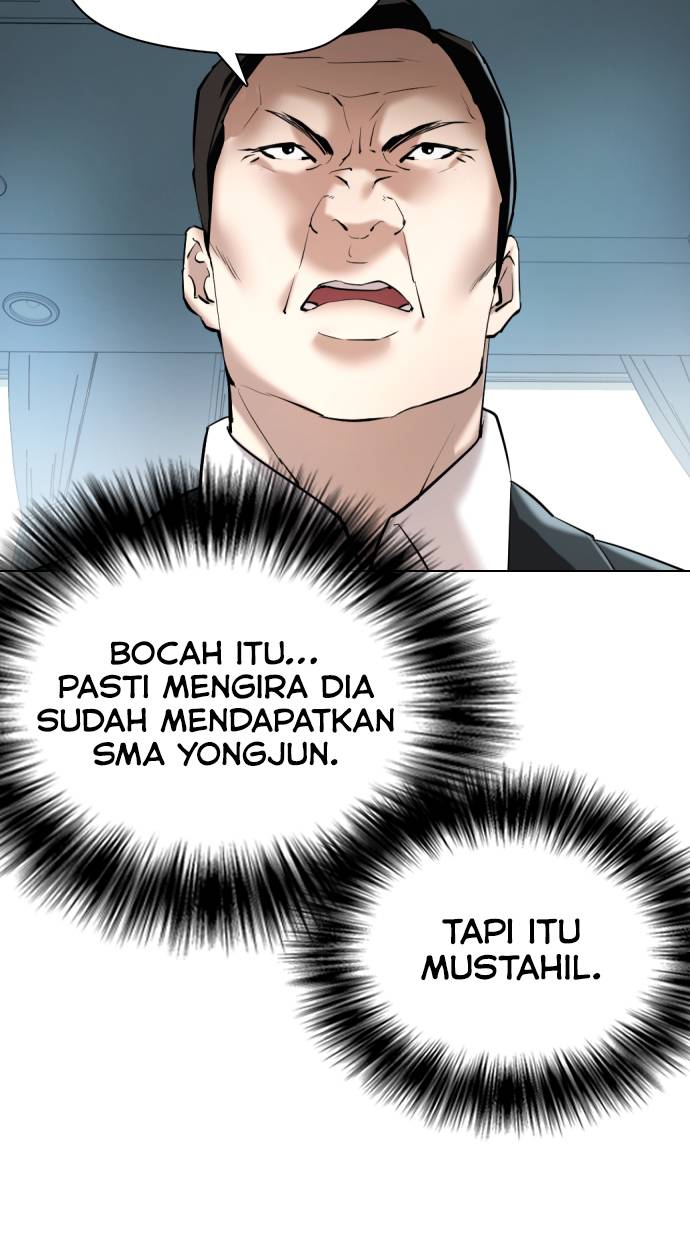 BOCAH ITU...
PASTI MENGIRA DIA
SUDAH MENDAPATKAN
SMA YONGJUN.
TAPI ITU
MUSTAHIL.